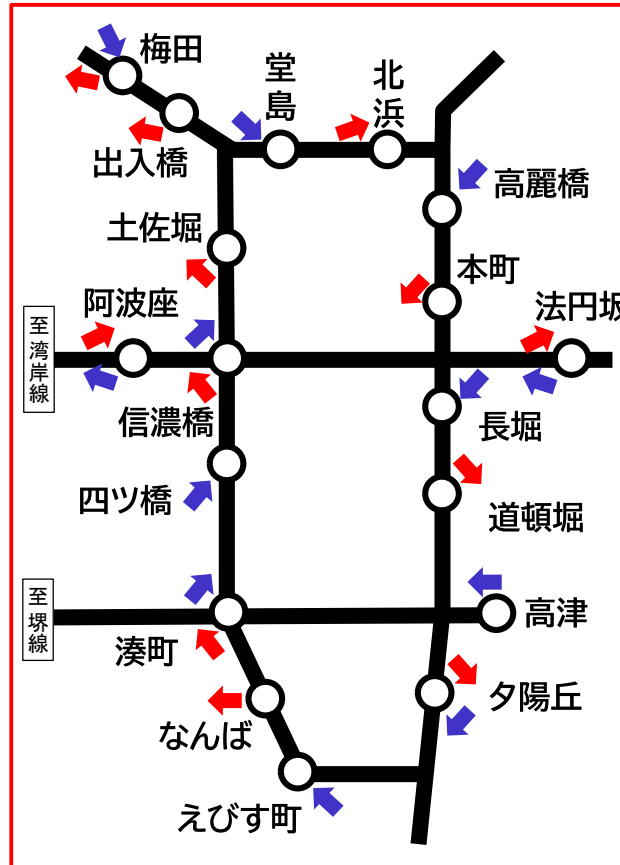 梅田
堂島
北浜
出入橋
高麗橋
土佐堀
本町
阿波座
法円坂
至 湾岸線
信濃橋
長堀
四ツ橋
道頓堀
至 堺線
高津
湊町
夕陽丘
なんば
えびす町